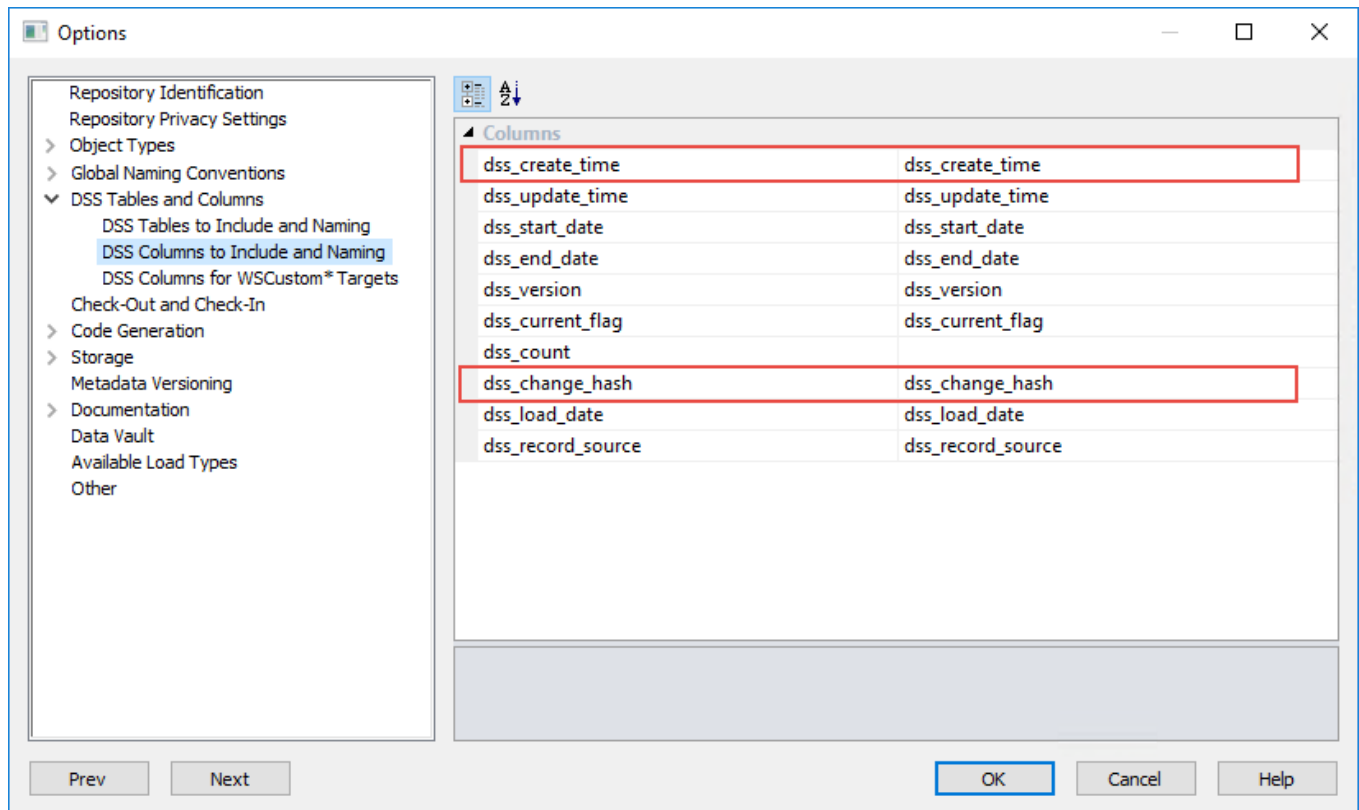 Options
Repository Identification
Repository Privacy Settings
Object Types
Global Naming Conventions
DSS Tables and Columns
DSS Tables to Include and Naming
DSS Columns to Include and Naming
DSS Columns for WSCustom* Targets
Check-Out and Check-In
Code Generation
Storage
Metadata Versioning
Documentation
Data Vault
Available Load Types
Other
A
Z
Columns
dss_create_time dss_create_time
dss_update_time dss_update_time
dss_start_date dss_start_date
dss_end_date dss_end_date
dss_version dss_version
dss_current_flag dss_current_flag
dss_count
dss_change_hash dss_change_hash
dss_load_date dss_load_date
dss_record_source dss_record_source
Prev Next OK Cancel Help